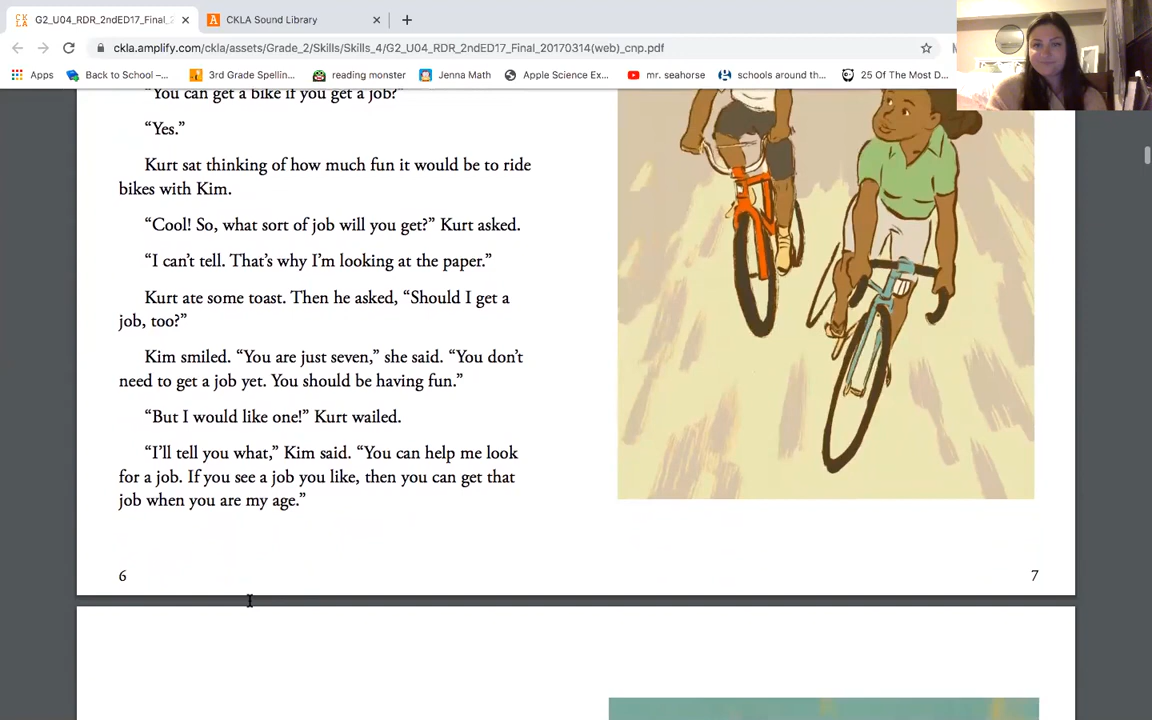 G2_U04_RDR_2ndED17_Final_2
CKLA Sound Library
ckla.amplify.com/ckla/assets/Grade_2/Skills/Skills_4/G2_U04_RDR_2ndED17_Final_20170314(web)_cnp.pdf
Apps
Back to School –...
3rd Grade Spellin...
reading monster
Jenna Math
Apple Science Ex...
mr. seahorse
schools around th...
25 Of The Most D...
“You can get a bike if you get a job?”
“Yes.”
Kurt sat thinking of how much fun it would be to ride
bikes with Kim.
“Cool! So, what sort of job will you get?” Kurt asked.
“I can’t tell. That’s why I’m looking at the paper.”
Kurt ate some toast. Then he asked, “Should I get a
job, too?”
Kim smiled. “You are just seven,” she said. “You don’t
need to get a job yet. You should be having fun.”
“But I would like one!” Kurt wailed.
“I’ll tell you what,” Kim said. “You can help me look
for a job. If you see a job you like, then you can get that
job when you are my age.”
6
7